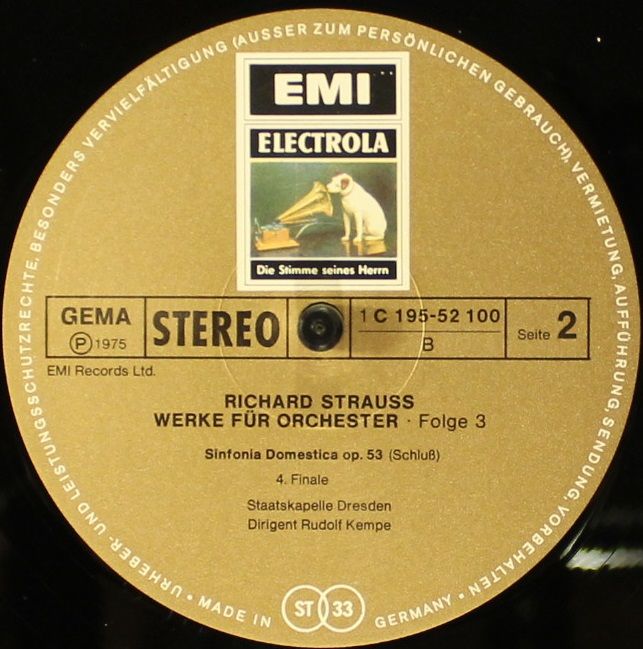 URHEBER- UND LEISTUNGSSCHUTZRECHTE, BESONDERS VERVIELFÄLTIGUNG (AUSSER ZUM PERSÖNLICHEN GEBRAUCH), VERMIETUNG, AUFFÜHRUNG, SENDUNG, VORBEHALTEN •
EMI
ELECTROLA
Die Stimme seines Herrn
GEMA
Ⓟ 1975
STEREO
1 C 195-52 100
B
Seite 2
EMI Records Ltd.
RICHARD STRAUSS
WERKE FÜR ORCHESTER · Folge 3
Sinfonia Domestica op. 53 (Schluß)
4. Finale
Staatskapelle Dresden
Dirigent Rudolf Kempe
• MADE IN GERMANY •
ST 33